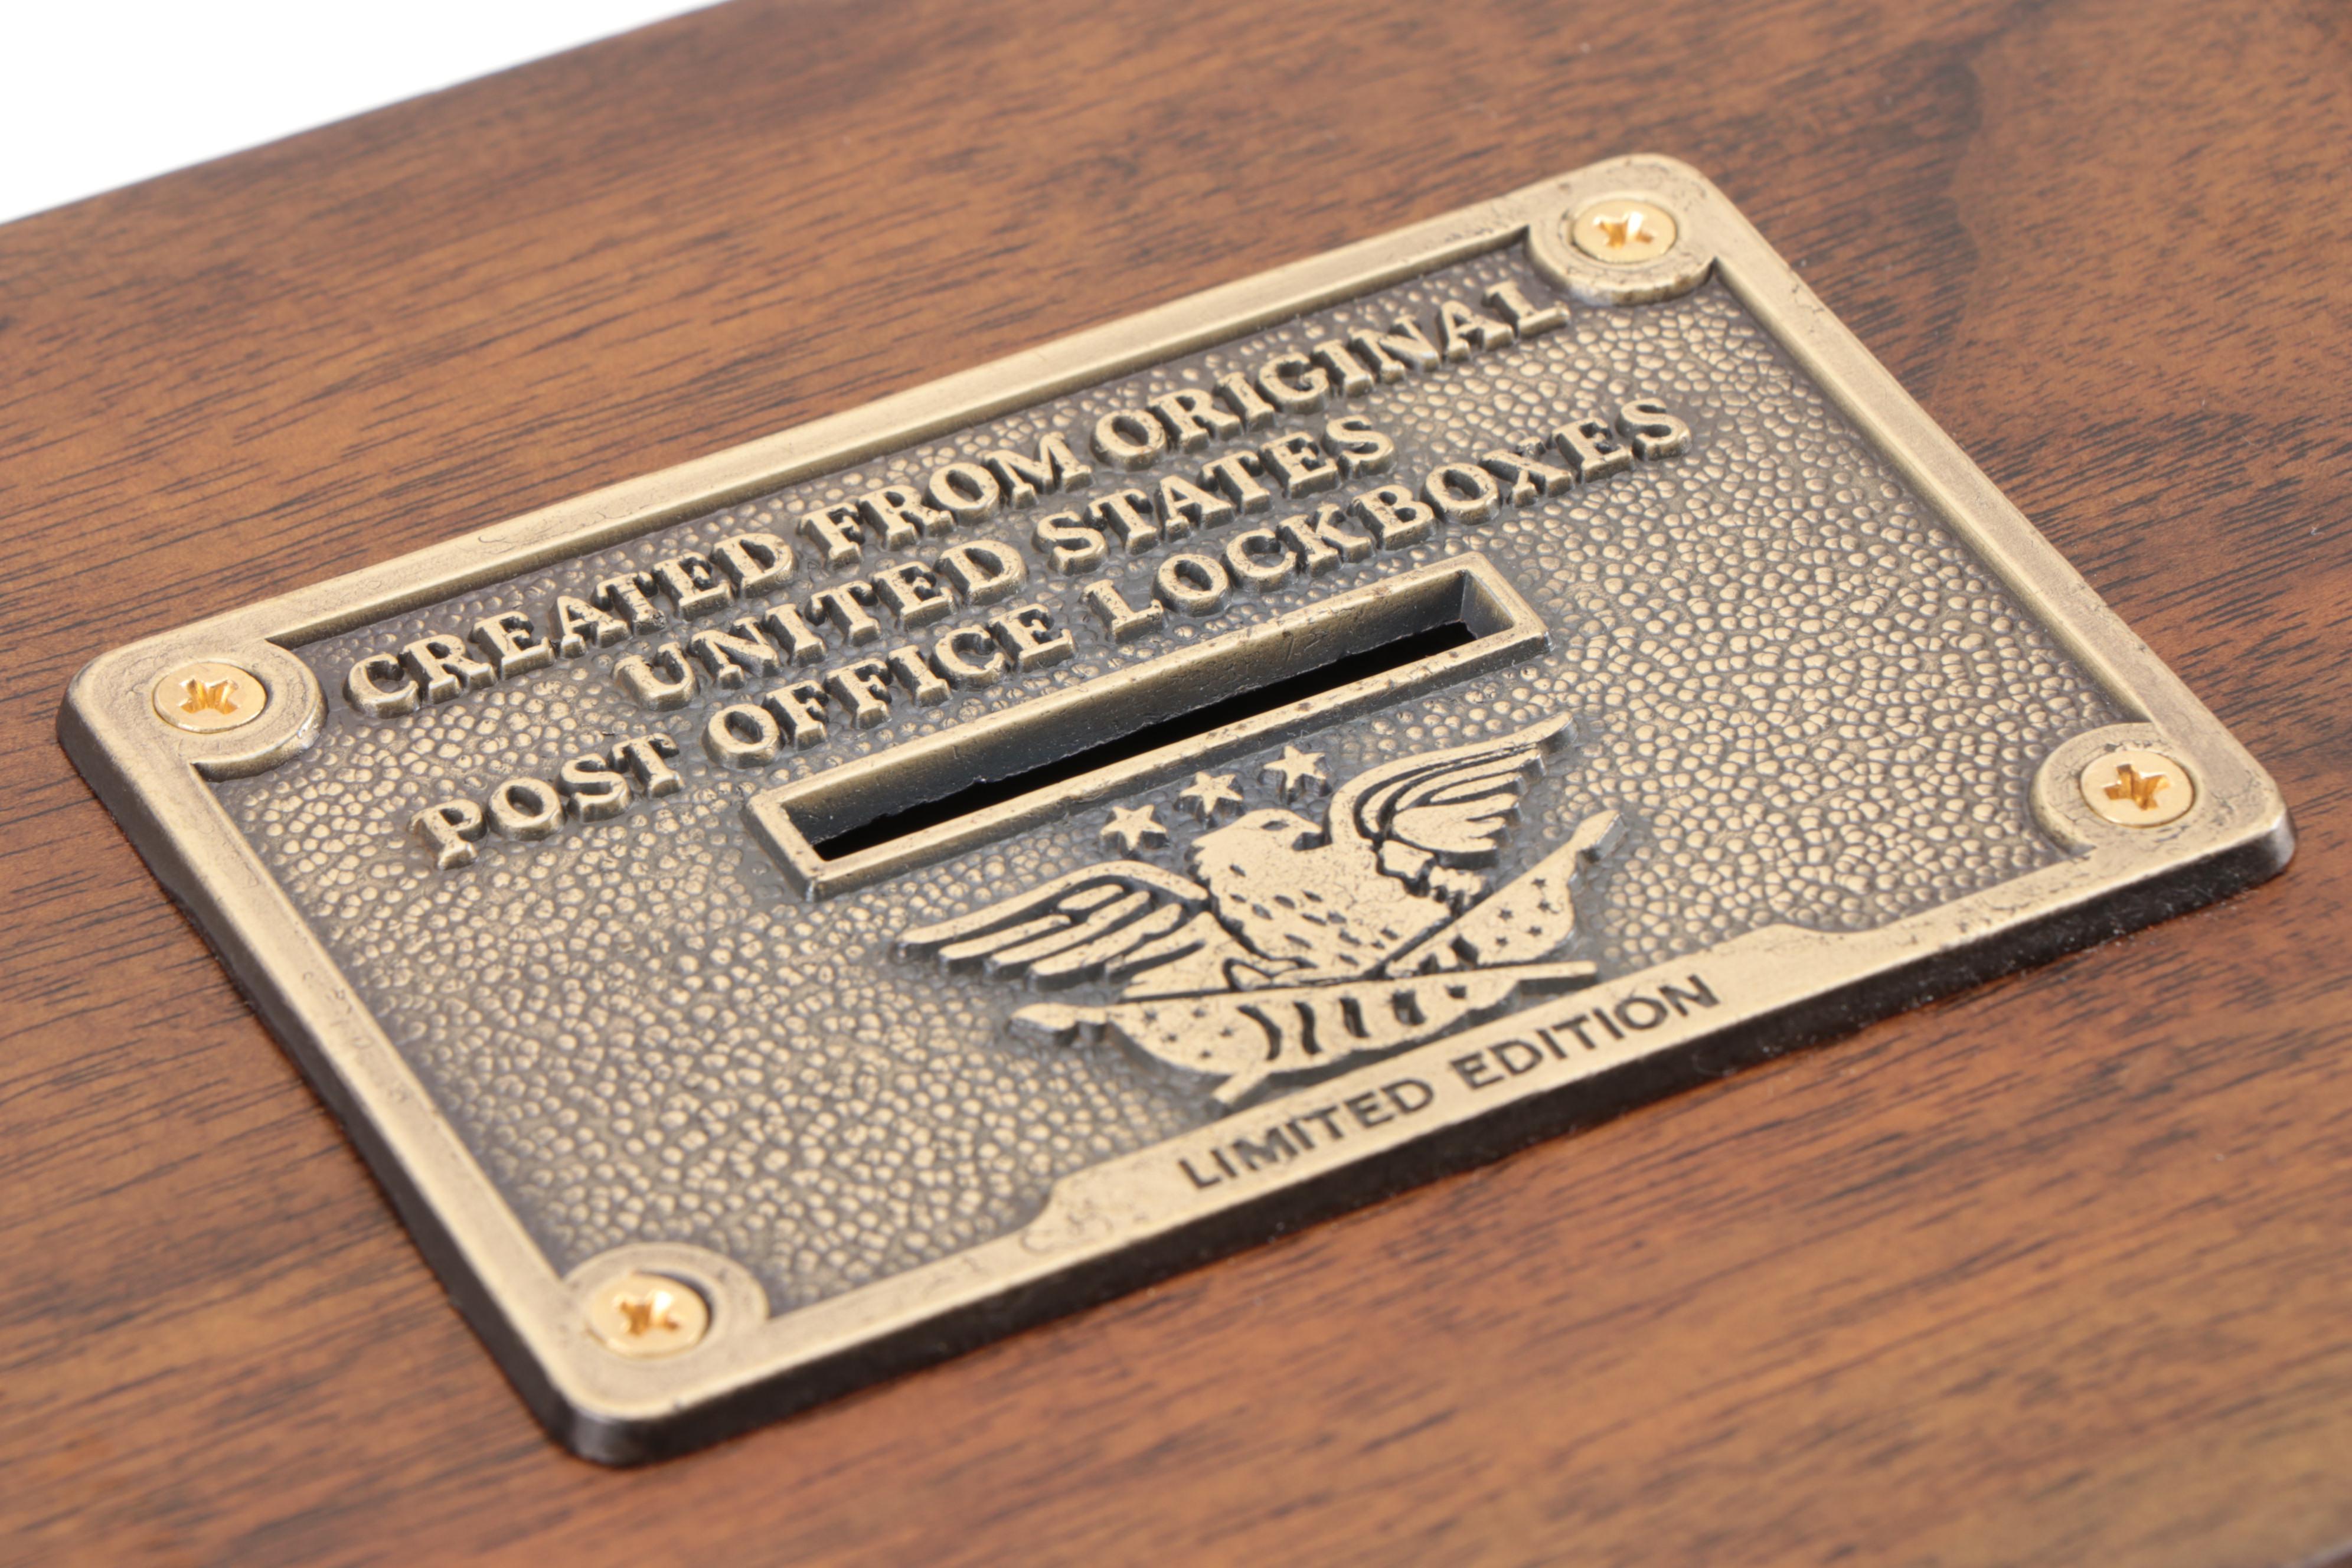 CREATED FROM ORIGINAL
UNITED STATES
POST OFFICE LOCKBOXES
LIMITED EDITION